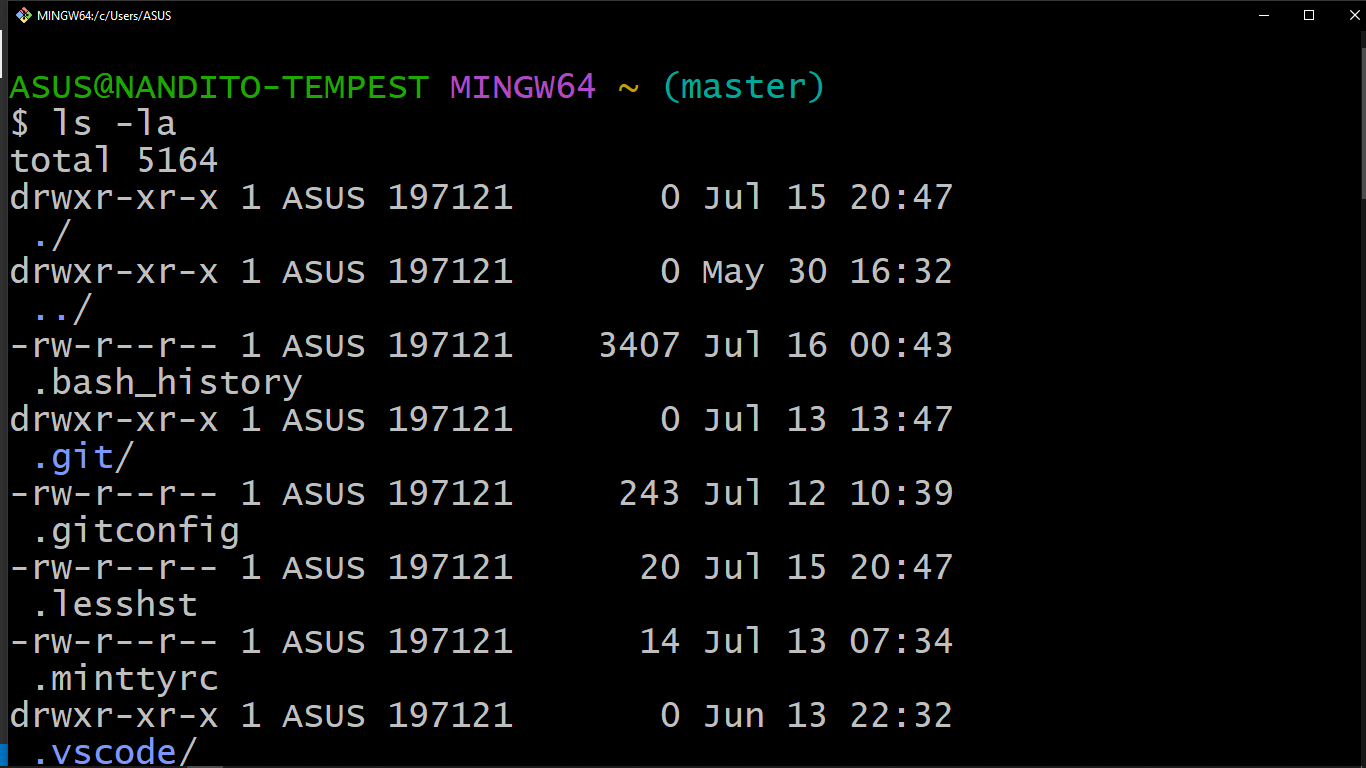 MINGW64:/c/Users/ASUS
ASUS@NANDITO-TEMPEST MINGW64 ~ (master)
$ ls -la
total 5164
drwxr-xr-x 1 ASUS 197121       0 Jul 15 20:47
 ./
drwxr-xr-x 1 ASUS 197121       0 May 30 16:32
 ../
-rw-r--r-- 1 ASUS 197121    3407 Jul 16 00:43
 .bash_history
drwxr-xr-x 1 ASUS 197121       0 Jul 13 13:47
 .git/
-rw-r--r-- 1 ASUS 197121     243 Jul 12 10:39
 .gitconfig
-rw-r--r-- 1 ASUS 197121      20 Jul 15 20:47
 .lesshst
-rw-r--r-- 1 ASUS 197121      14 Jul 13 07:34
 .minttyrc
drwxr-xr-x 1 ASUS 197121       0 Jun 13 22:32
 .vscode/